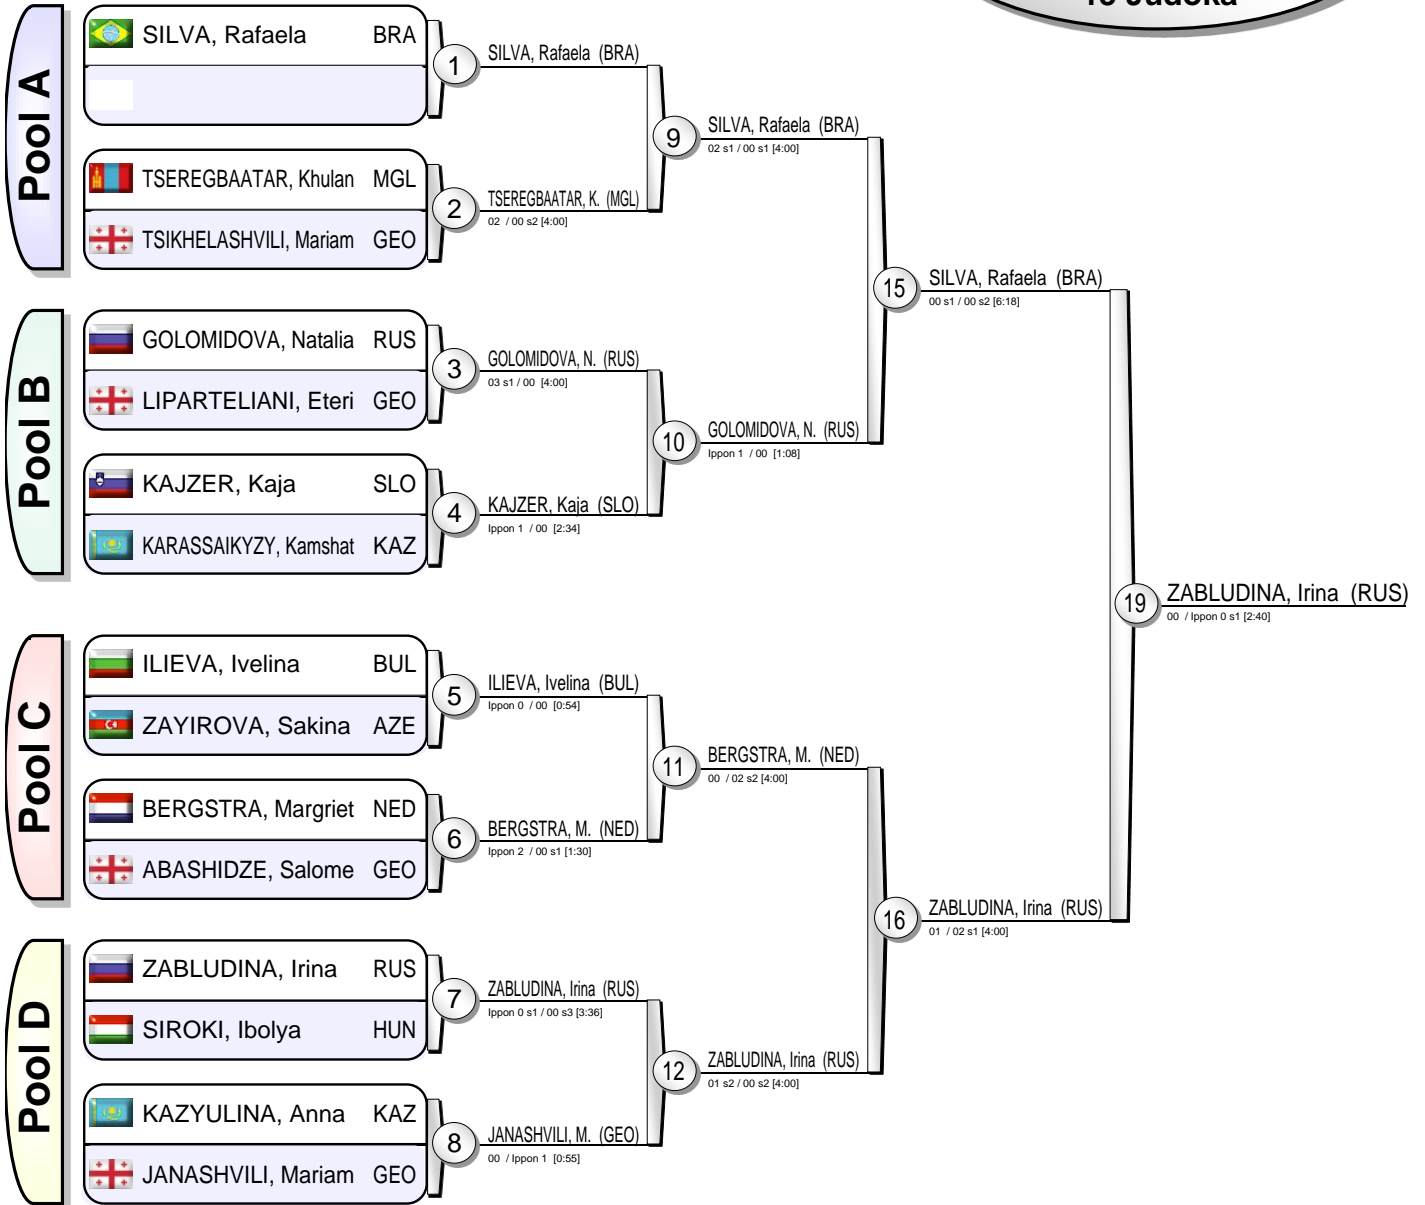 15 Judoka
Pool A
SILVA, Rafaela BRA
1
SILVA, Rafaela (BRA)
TSEREGBAATAR, Khulan MGL
TSIKHELASHVILI, Mariam GEO
2
TSEREGBAATAR, K. (MGL)
02 / 00 s2 [4:00]
9
SILVA, Rafaela (BRA)
02 s1 / 00 s1 [4:00]
Pool B
GOLOMIDOVA, Natalia RUS
LIPARTELIANI, Eteri GEO
3
GOLOMIDOVA, N. (RUS)
03 s1 / 00 [4:00]
KAJZER, Kaja SLO
KARASSAIKYZY, Kamshat KAZ
4
KAJZER, Kaja (SLO)
Ippon 1 / 00 [2:34]
10
GOLOMIDOVA, N. (RUS)
Ippon 1 / 00 [1:08]
15
SILVA, Rafaela (BRA)
00 s1 / 00 s2 [6:18]
Pool C
ILIEVA, Ivelina BUL
ZAYIROVA, Sakina AZE
5
ILIEVA, Ivelina (BUL)
Ippon 0 / 00 [0:54]
BERGSTRA, Margriet NED
ABASHIDZE, Salome GEO
6
BERGSTRA, M. (NED)
Ippon 2 / 00 s1 [1:30]
11
BERGSTRA, M. (NED)
00 / 02 s2 [4:00]
Pool D
ZABLUDINA, Irina RUS
SIROKI, Ibolya HUN
7
ZABLUDINA, Irina (RUS)
Ippon 0 s1 / 00 s3 [3:36]
KAZYULINA, Anna KAZ
JANASHVILI, Mariam GEO
8
JANASHVILI, M. (GEO)
00 / Ippon 1 [0:55]
12
ZABLUDINA, Irina (RUS)
01 s2 / 00 s2 [4:00]
16
ZABLUDINA, Irina (RUS)
01 / 02 s1 [4:00]
19
ZABLUDINA, Irina (RUS)
00 / Ippon 0 s1 [2:40]